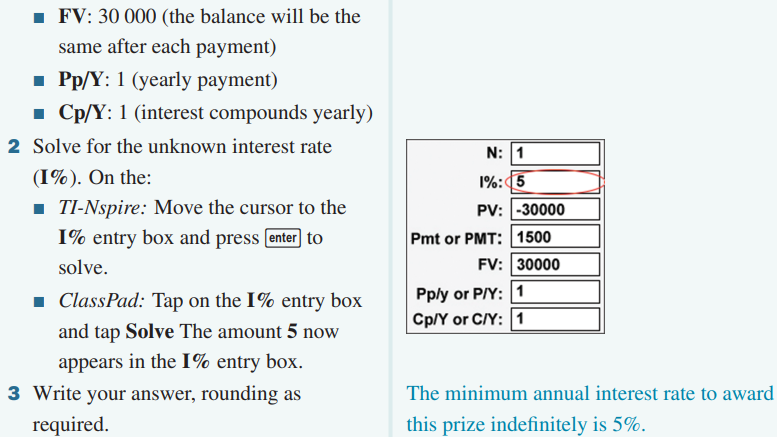 ■ FV: 30 000 (the balance will be the
same after each payment)
■ Pp/Y: 1 (yearly payment)
■ Cp/Y: 1 (interest compounds yearly)
2 Solve for the unknown interest rate
(I%). On the:
■ TI-Nspire: Move the cursor to the
I% entry box and press enter to
solve.
■ ClassPad: Tap on the I% entry box
and tap Solve The amount 5 now
appears in the I% entry box.
3 Write your answer, rounding as
required.
N: 1
I%: 5
PV: -30000
Pmt or PMT: 1500
FV: 30000
Pp/y or P/Y: 1
Cp/Y or C/Y: 1
The minimum annual interest rate to award
this prize indefinitely is 5%.